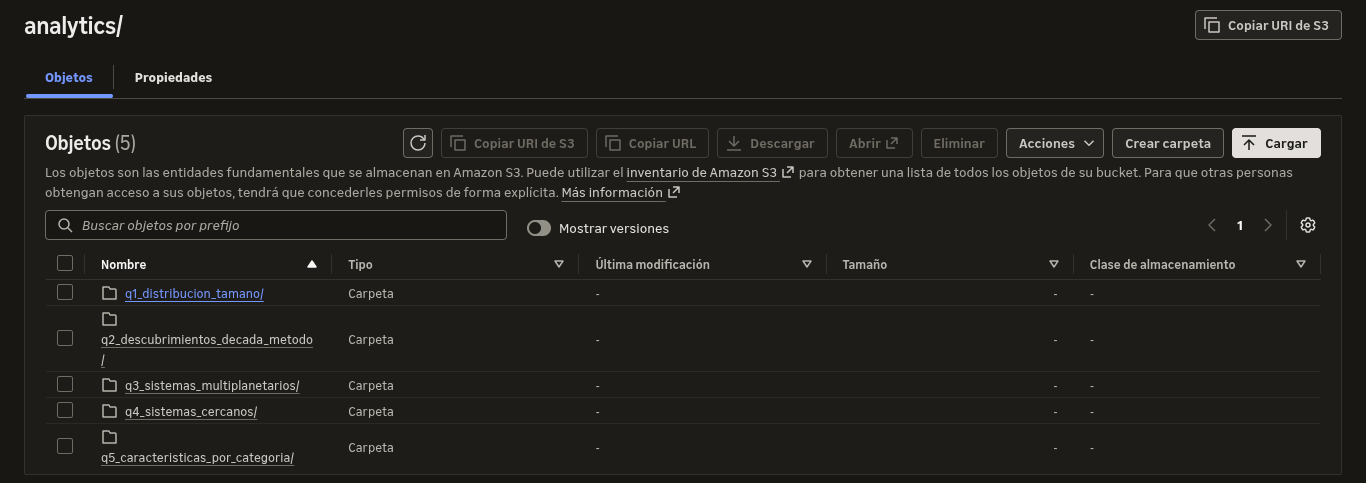 analytics/
Copiar URI de S3
Objetos
Propiedades
Objetos (5)
Copiar URI de S3
Copiar URL
Descargar
Abrir
Eliminar
Acciones
Crear carpeta
Cargar
Los objetos son las entidades fundamentales que se almacenan en Amazon S3. Puede utilizar el inventario de Amazon S3 para obtener una lista de todos los objetos de su bucket. Para que otras personas
obtengan acceso a sus objetos, tendrá que concederles permisos de forma explícita. Más información
Buscar objetos por prefijo
Mostrar versiones
1
Nombre Tipo Última modificación Tamaño Clase de almacenamiento
q1_distribucion_tamano/ Carpeta - - -
q2_descubrimientos_decada_metodo
/ Carpeta - - -
q3_sistemas_multiplanetarios/ Carpeta - - -
q4_sistemas_cercanos/ Carpeta - - -
q5_caracteristicas_por_categoria/ Carpeta - - -